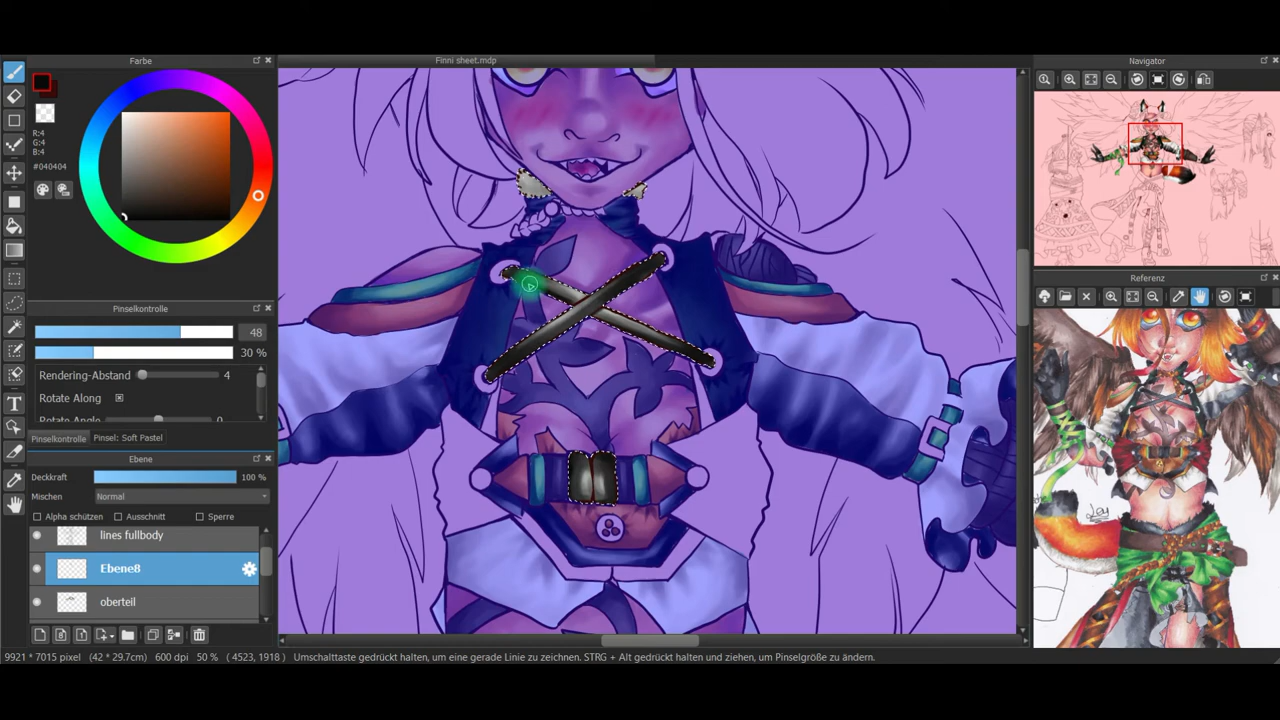 Farbe
Finni sheet.mdp
Navigator
R:4
G:4
B:4
#040404
Referenz
Pinselkontrolle
48
30 %
Rendering-Abstand
4
Rotate Along
Rotate Angle
0
Pinselkontrolle
Pinsel: Soft Pastel
Ebene
Deckkraft
100 %
Mischen
Normal
Alpha schützen
Ausschnitt
Sperre
lines fullbody
Ebene8
oberteil
9921 * 7015 pixel (42 * 29.7cm) 600 dpi 50 % ( 4523, 1918 ) Umschalttaste gedrückt halten, um eine gerade Linie zu zeichnen. STRG + Alt gedrückt halten und ziehen, um Pinselgröße zu ändern.